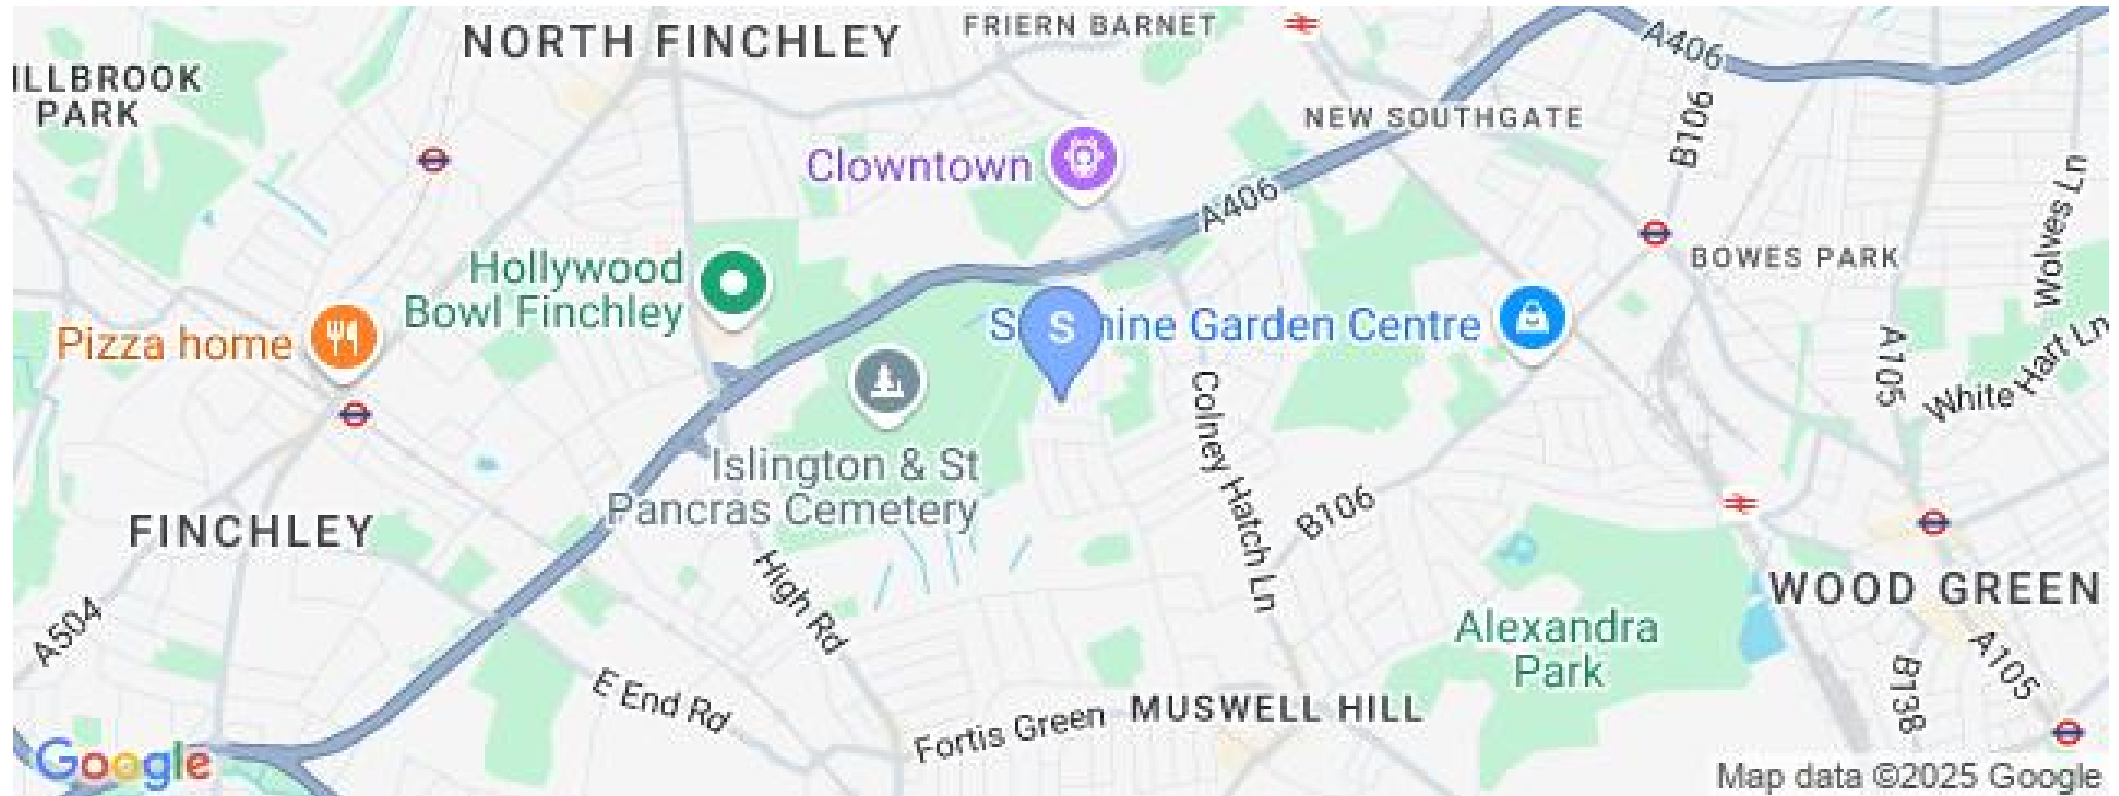 NORTH FINCHLEY
FRIERN BARNET
A406
ILLBROOK
PARK
B106
NEW SOUTHGATE
Clowntown
A406
Wolves Ln
BOWES PARK
Hollywood
Bowl Finchley
S
hine Garden Centre
Pizza home
A105
White Hart Ln
Colney Hatch Ln
Islington & St
Pancras Cemetery
B106
FINCHLEY
High Rd
WOOD GREEN
A504
Alexandra
Park
E End Rd
A105
B138
Fortis Green
MUSWELL HILL
Google
Map data ©2025 Google